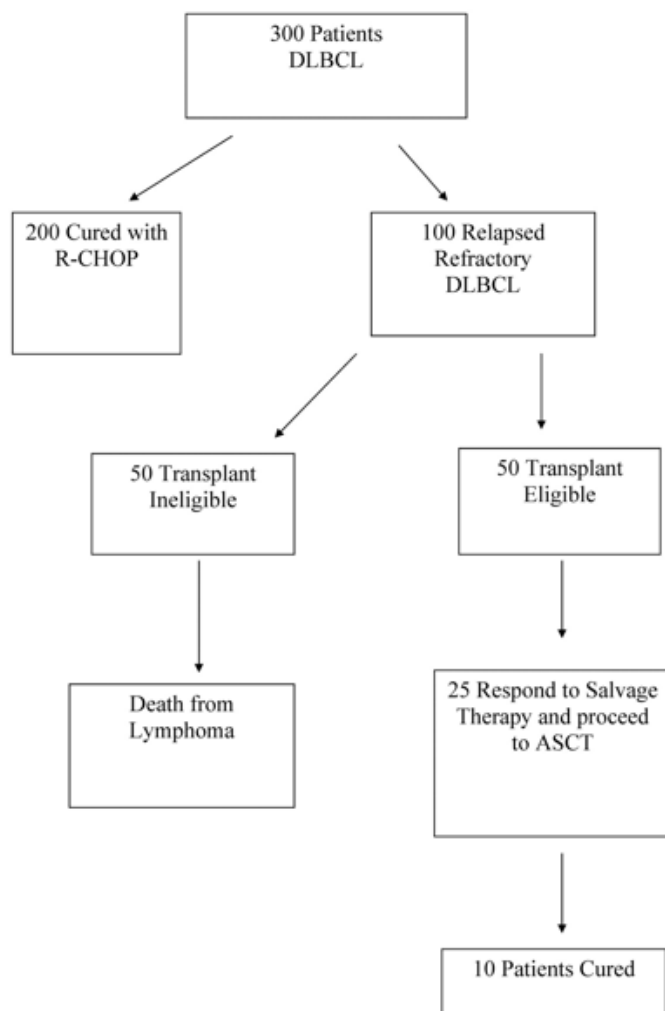 300 Patients
DLBCL
200 Cured with
R-CHOP
100 Relapsed
Refractory
DLBCL
50 Transplant
Ineligible
50 Transplant
Eligible
Death from
Lymphoma
25 Respond to Salvage
Therapy and proceed
to ASCT
10 Patients Cured